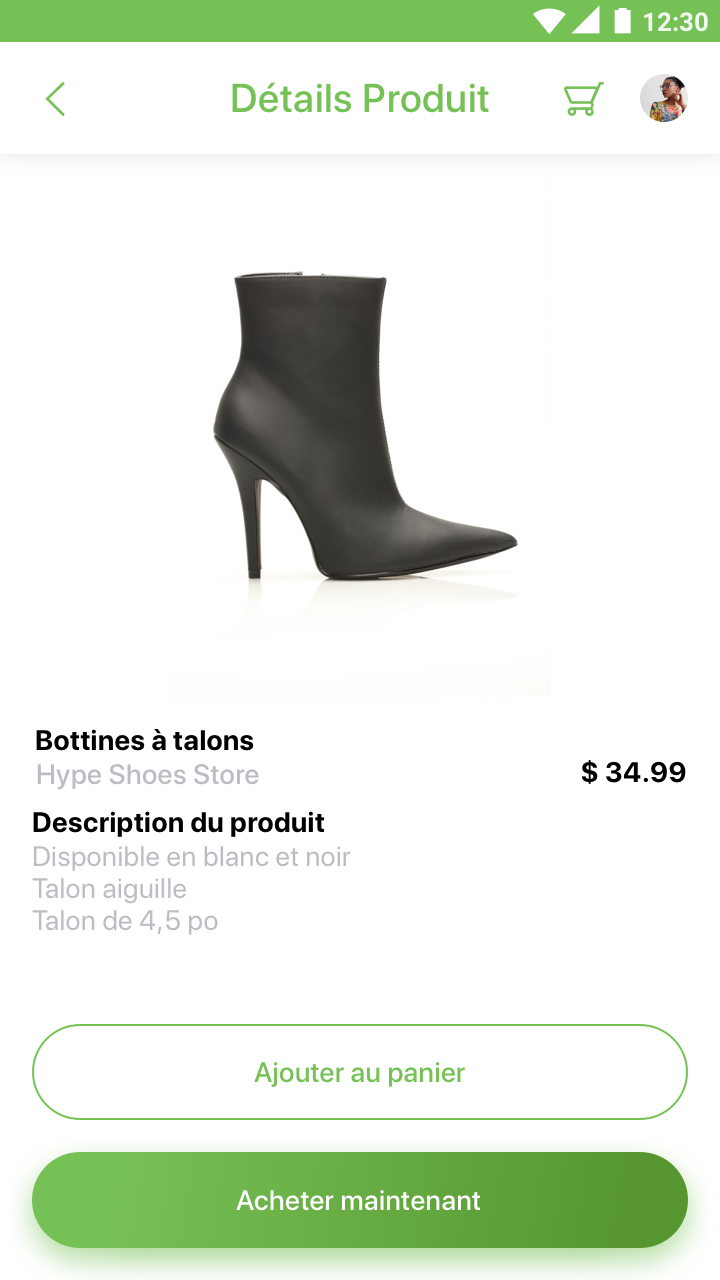 12:30
Détails Produit
Bottines à talons
Hype Shoes Store
$ 34.99
Description du produit
Disponible en blanc et noir
Talon aiguille
Talon de 4,5 po
Ajouter au panier
Acheter maintenant